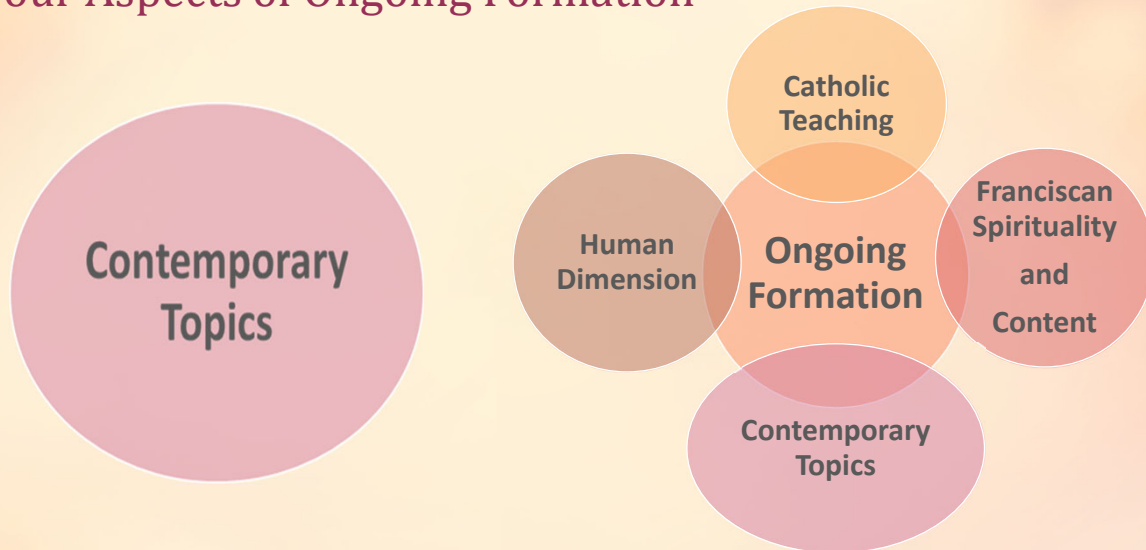 our Aspects of Ongoing Formation
Contemporary
Topics
Catholic
Teaching
Human
Dimension
Ongoing
Formation
Franciscan
Spirituality
and
Content
Contemporary
Topics